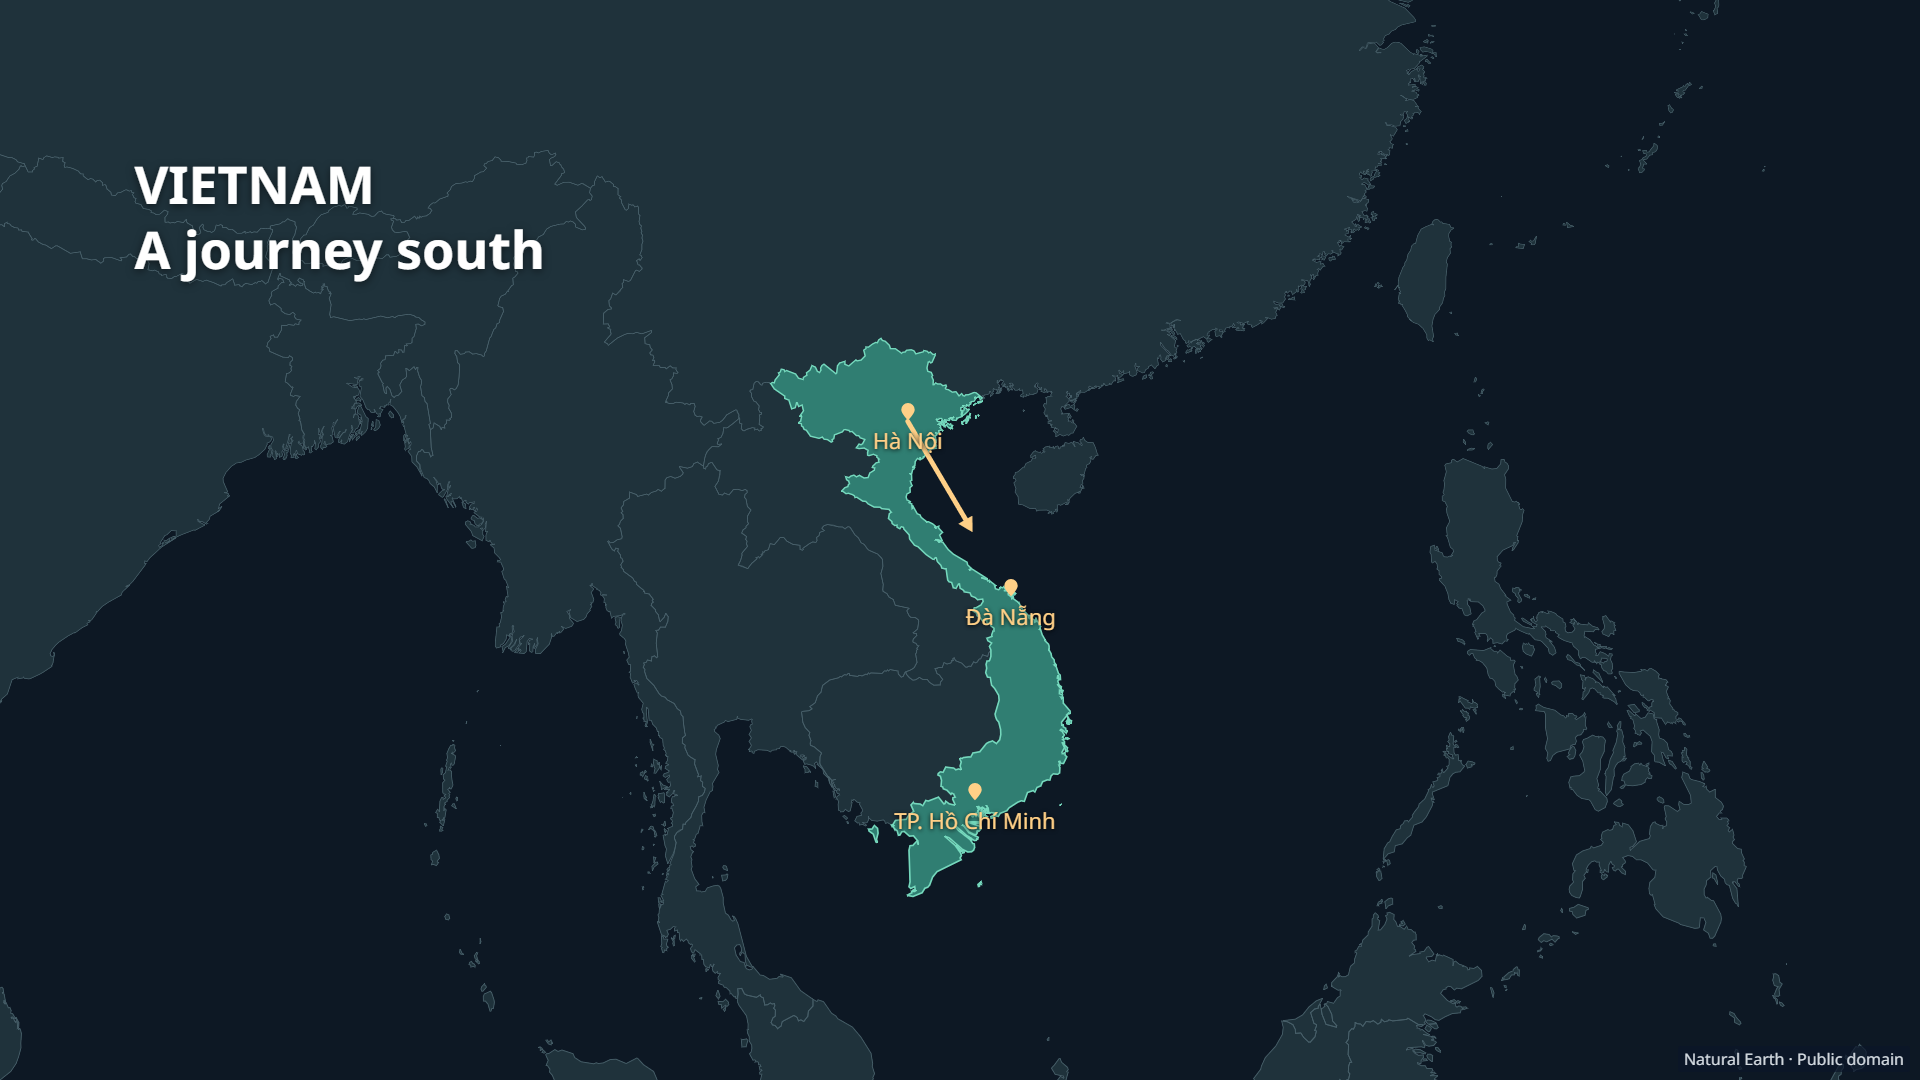 VIETNAM
A journey south
Hà Nội
Đà Nẵng
TP. Hồ Chí Minh
Natural Earth · Public domain